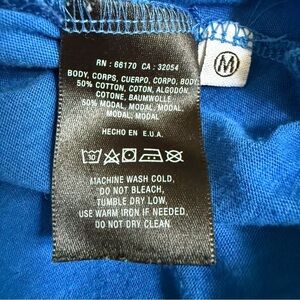 RN : 66170 CA : 32054
BODY, CORPS, CUERPO, CORPO, BODY
50% COTTON, COTON, ALGODÓN
COTONE, BAUMWOLLE
50% MODAL, MODAL, MODAL
MODAL, MODAL
HECHO EN E.U.A.
MACHINE WASH COLD,
DO NOT BLEACH,
TUMBLE DRY LOW,
USE WARM IRON IF NEEDED,
DO NOT DRY CLEAN
M